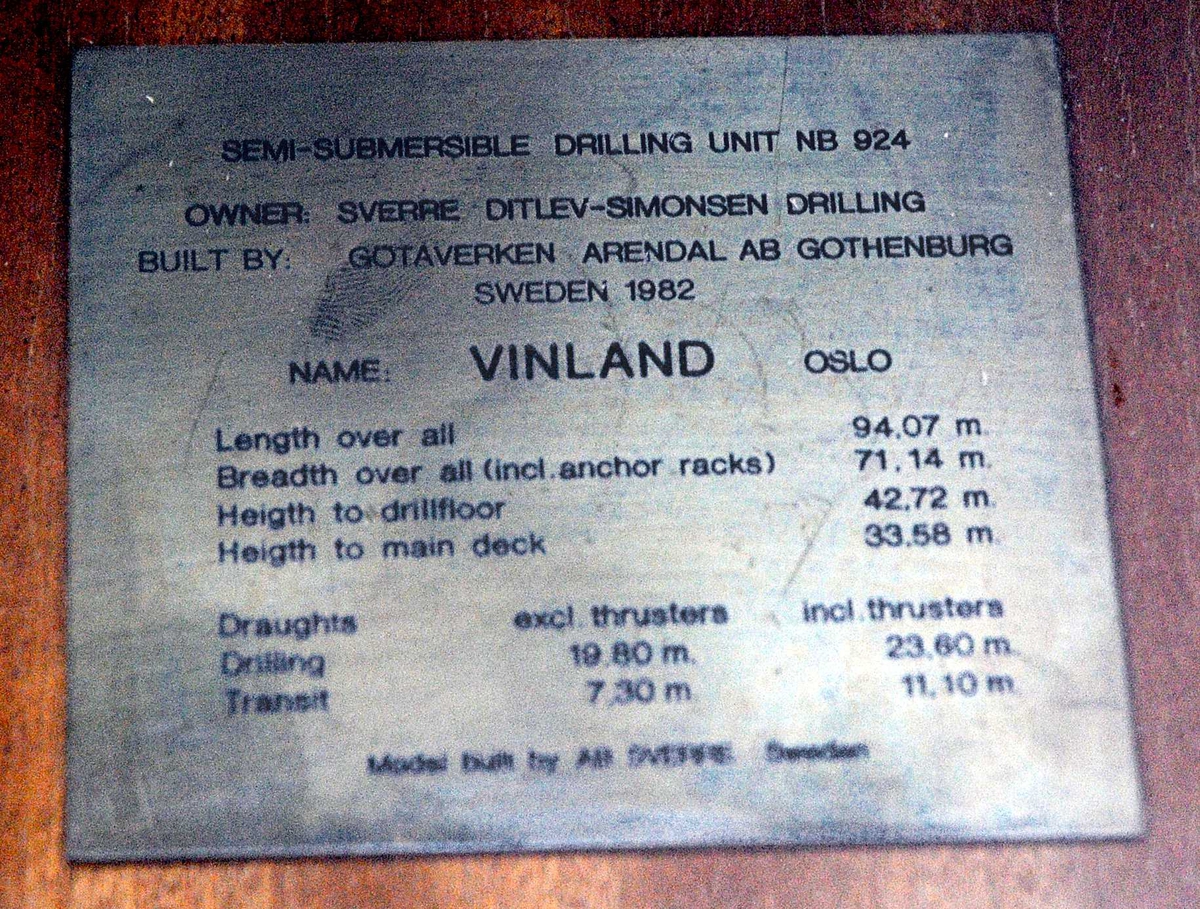 SEMI-SUBMERSIBLE DRILLING UNIT NB 924
OWNER: SVERRE DITLEV-SIMONSEN DRILLING
BUILT BY: GÖTAVERKEN ARENDAL AB GOTHENBURG
SWEDEN 1982
NAME: VINLAND OSLO
Length over all 94.07 m.
Breadth over all (incl. anchor racks) 71.14 m.
Heigth to drillfloor 42.72 m.
Heigth to main deck 33.58 m.
Draughts excl. thrusters incl. thrusters
Drilling 19.80 m. 23.60 m.
Transit 7.30 m 11.10 m
Model built by AB Sweden